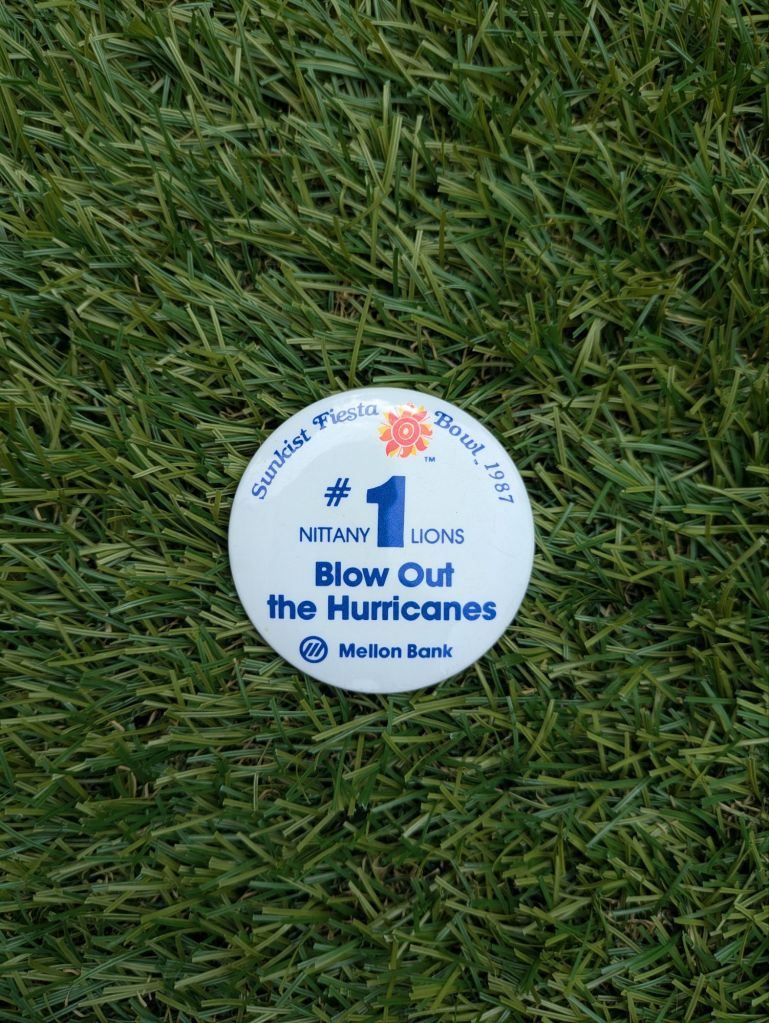 Sunkist Fiesta Bowl, 1987
TM
# 1
NITTANY LIONS
Blow Out
the Hurricanes
Mellon Bank